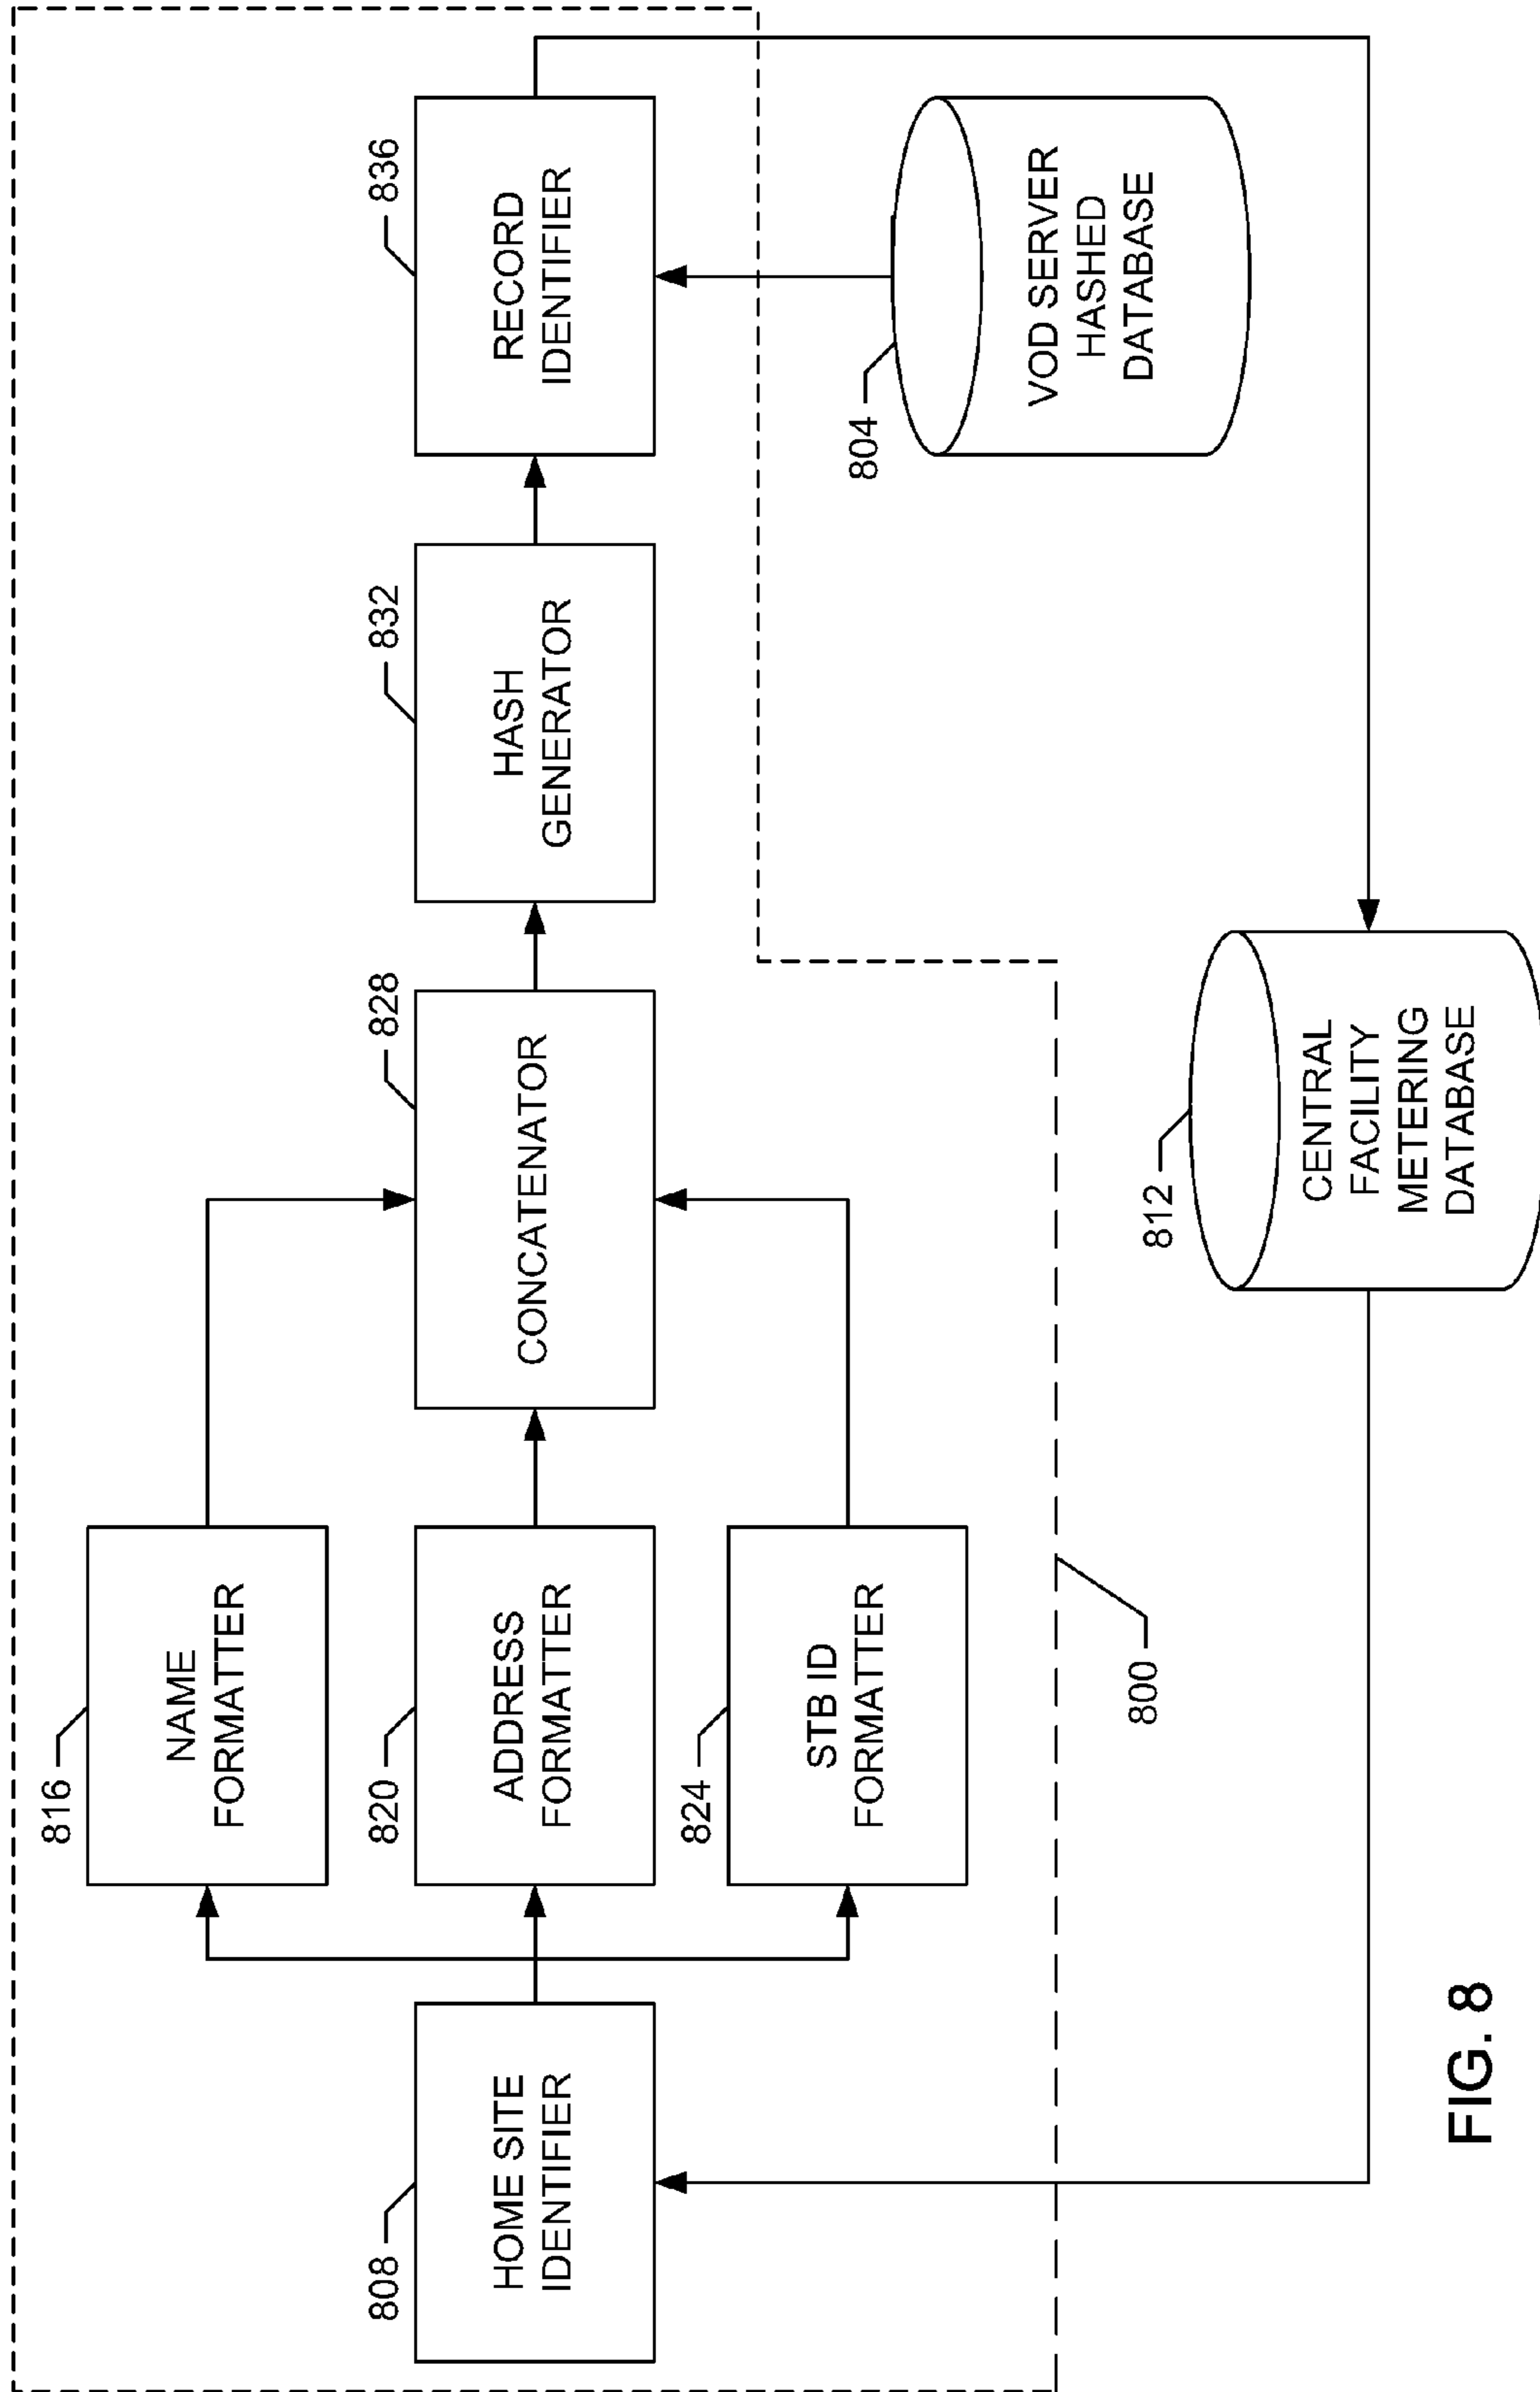 808
HOME SITE
IDENTIFIER
816
NAME
FORMATTER
820
ADDRESS
FORMATTER
824
STB ID
FORMATTER
828
CONCATENATOR
832
HASH
GENERATOR
836
RECORD
IDENTIFIER
804
VOD SERVER
HASHED
DATABASE
800
812
CENTRAL
FACILITY
METERING
DATABASE
FIG. 8